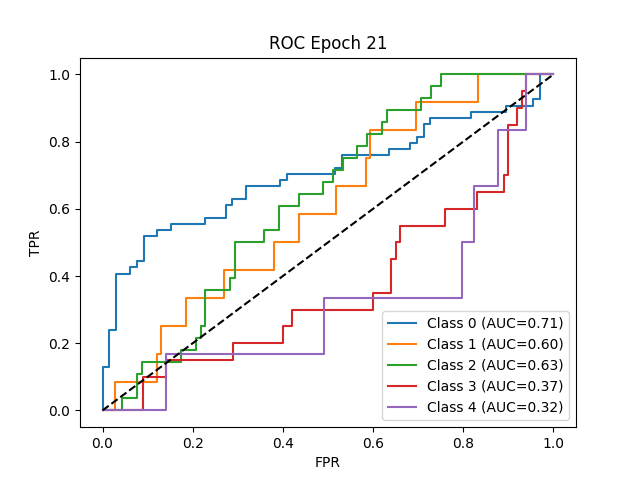 ROC Epoch 21
TPR
1.0
0.8
0.6
0.4
0.2
0.0
Class 0 (AUC=0.71)
Class 1 (AUC=0.60)
Class 2 (AUC=0.63)
Class 3 (AUC=0.37)
Class 4 (AUC=0.32)
0.0 0.2 0.4 0.6 0.8 1.0
FPR